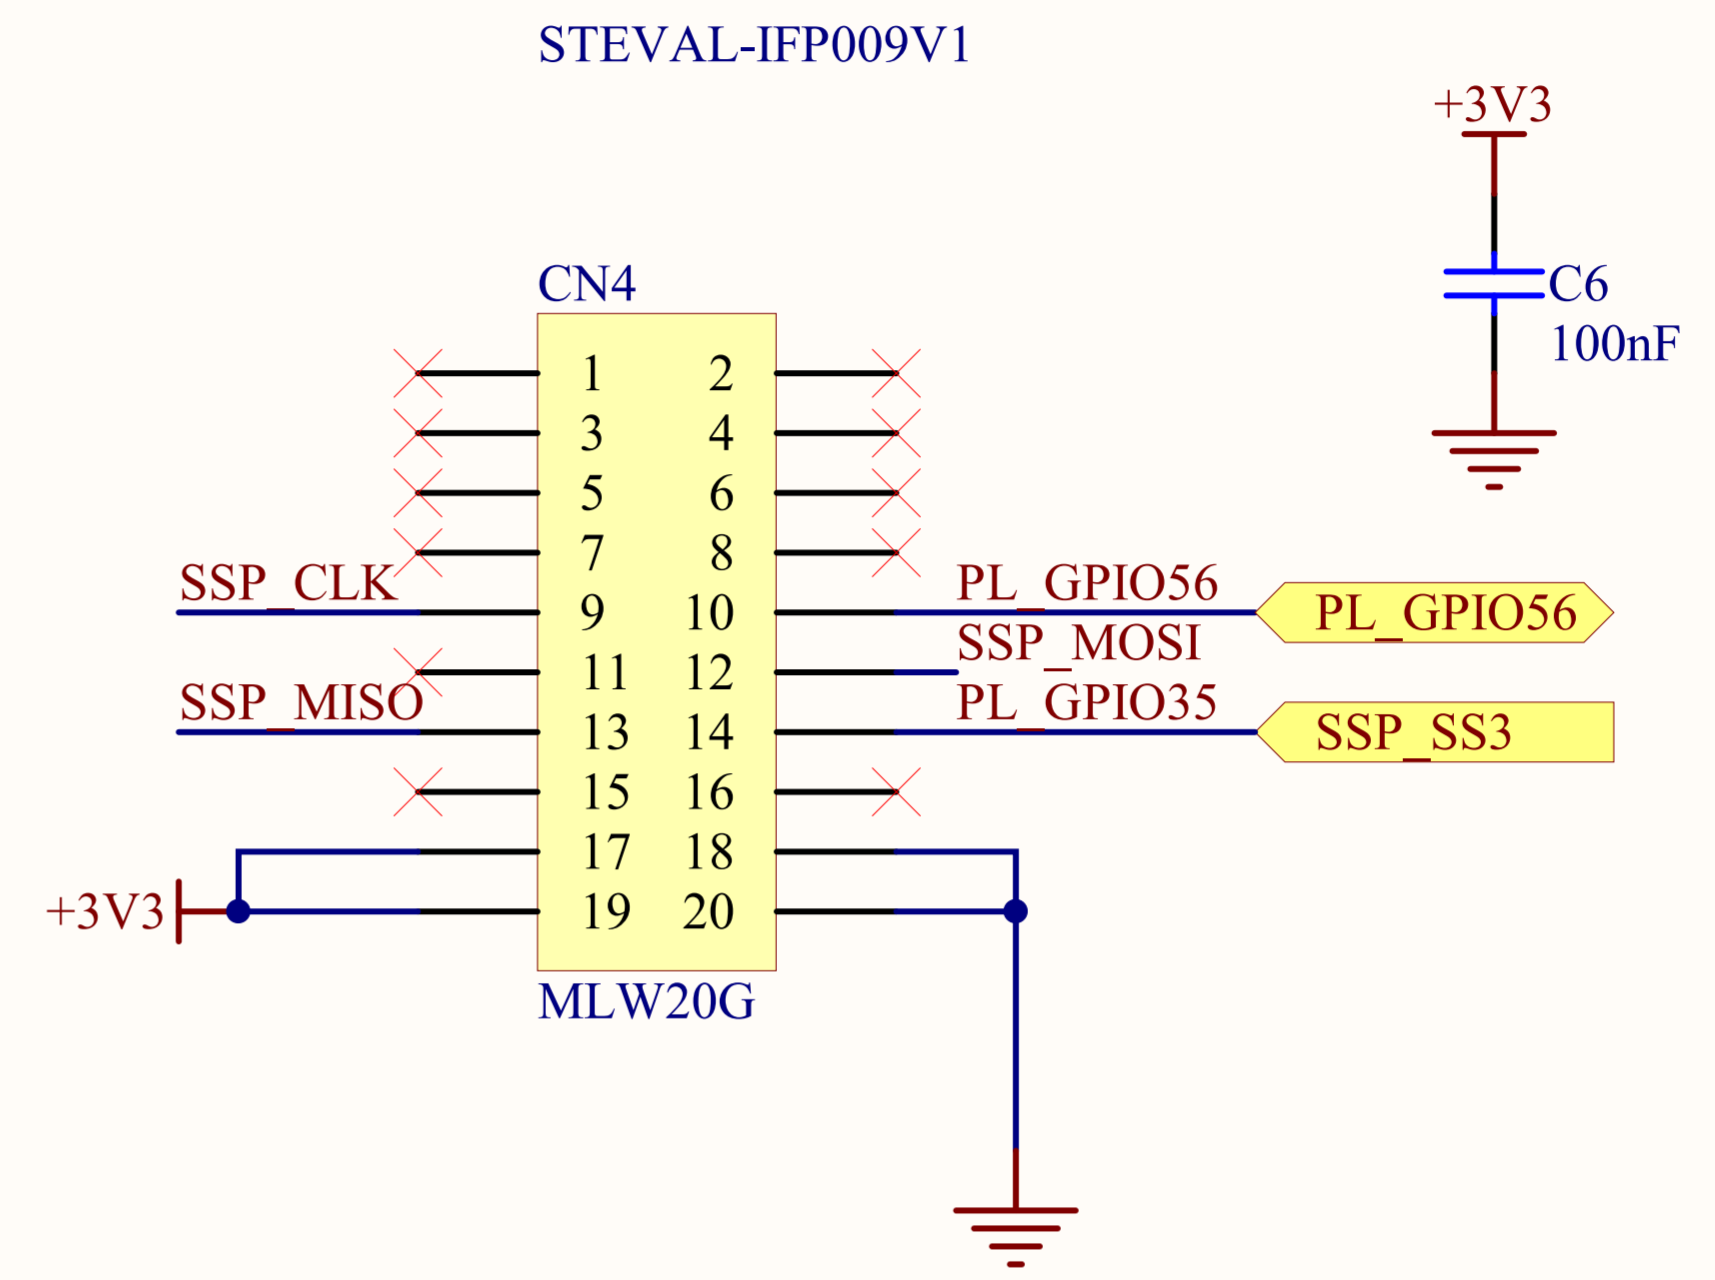 STEVAL-IFP009V1
+3V3
C6
100nF
CN4
1 2
3 4
5 6
7 8
SSP_CLK 9 10 PL_GPIO56 PL_GPIO56
11 12 SSP_MOSI
SSP_MISO 13 14 PL_GPIO35 SSP_SS3
15 16
17 18
+3V3 19 20
MLW20G